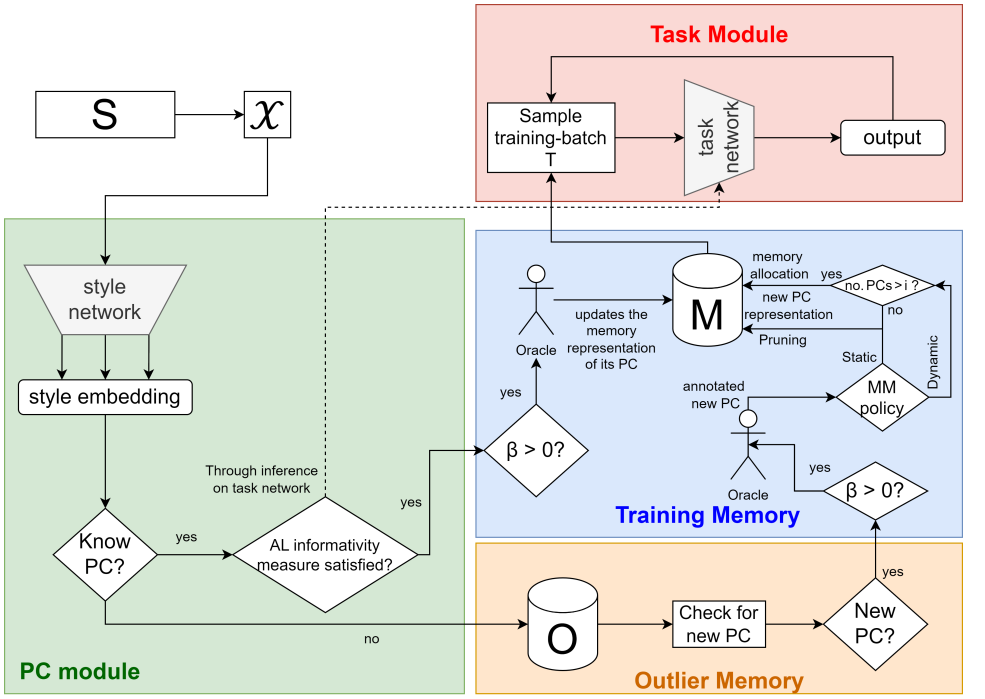 Task Module
S
𝒳
Sample
training-batch
T
task
network
output
style
network
style embedding
Know
PC?
yes
no
Through inference
on task network
AL informativity
measure satisfied?
yes
PC module
β > 0?
yes
Oracle
updates the
memory
representation
of its PC
M
memory
allocation
new PC
representation
Pruning
yes
no. PCs > i ?
no
Static
Dynamic
MM
policy
annotated
new PC
Oracle
yes
β > 0?
Training Memory
O
Check for
new PC
New
PC?
yes
Outlier Memory